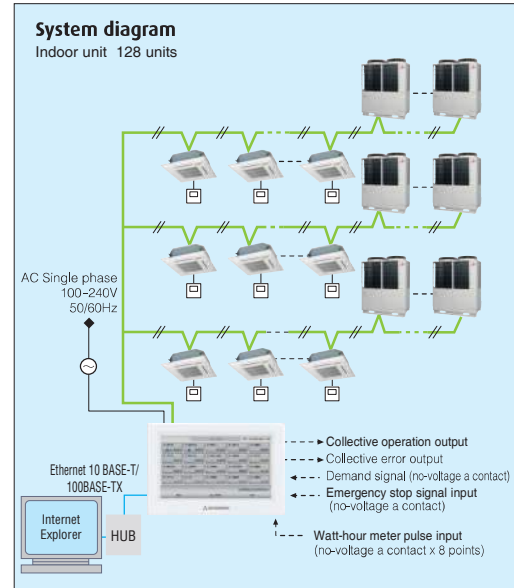 System diagram
Indoor unit 128 units
AC Single phase
100-240V
50/60Hz
Collective operation output
Collective error output
Demand signal (no-voltage a contact)
Emergency stop signal input
(no-voltage a contact)
Watt-hour meter pulse input
(no-voltage a contact x 8 points)
Ethernet 10 BASE-T/
100BASE-TX
Internet
Explorer
HUB